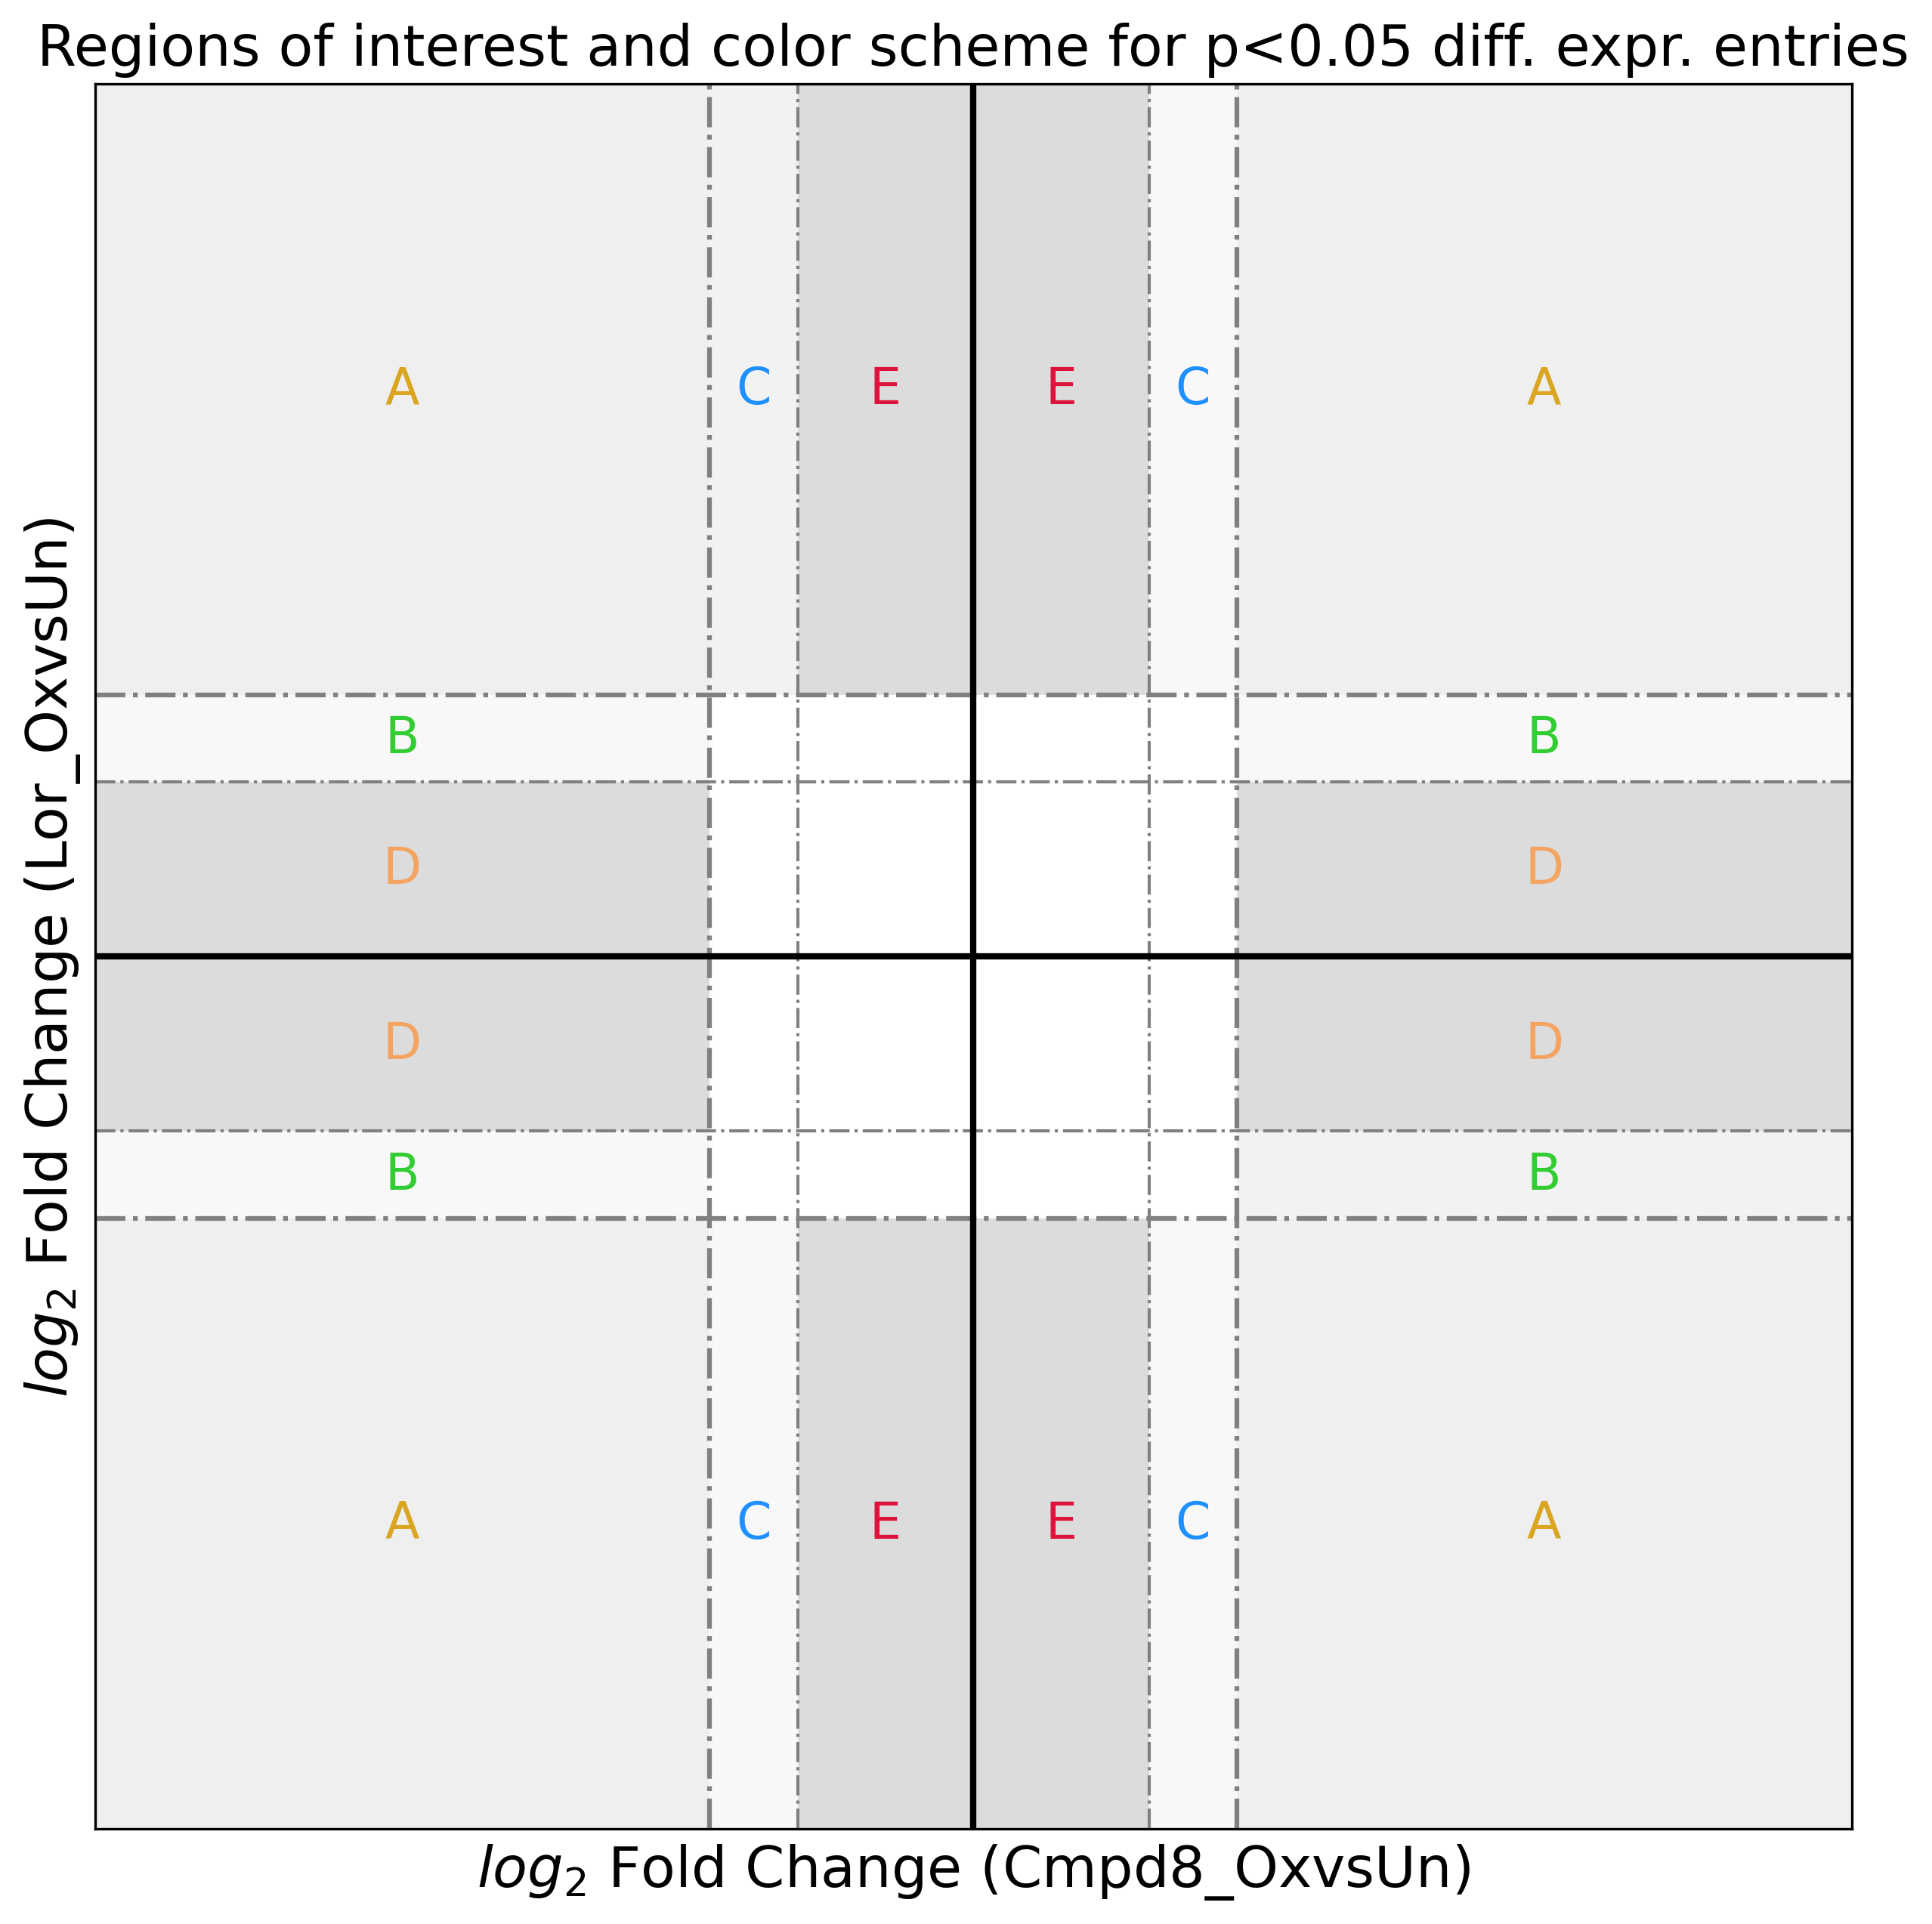 Regions of interest and color scheme for p<0.05 diff. expr. entries
A C E E C A
B B
D D
D D
B B
A C E E C A
log₂ Fold Change (Lor_OxvsUn)
log₂ Fold Change (Cmpd8_OxvsUn)